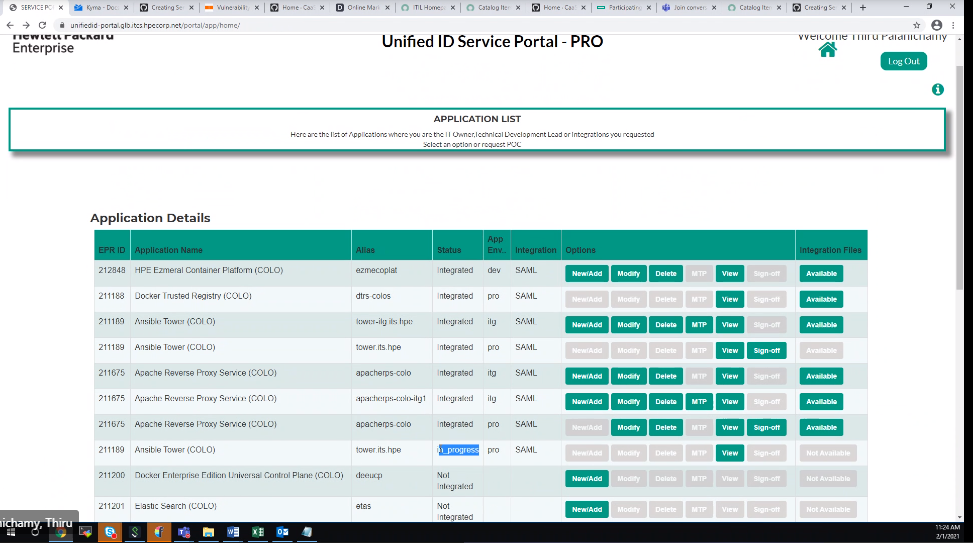 SERVICE POR
Kyma - Doc
Creating Se
Vulnerability
Home - Caa
Online Mar
ITIL Homep
Catalog Iten
Home - Caa
Participating
Join convers
Catalog Iten
Creating Se
unifiedid-portal.glb.itcs.hpecorp.net/portal/app/home/
Hewlett Packard
Enterprise
Unified ID Service Portal - PRO
Welcome Thiru Palanichamy
Log Out
APPLICATION LIST
Here are the list of Applications where you are the IT Owner,Technical Development Lead or Integrations you requested
Select an option or request POC
Application Details
EPR ID Application Name Alias Status App Env... Integration Options Integration Files
212848 HPE Ezmeral Container Platform (COLO) ezmecoplat Integrated dev SAML New/Add Modify Delete MTP View Sign-off Available
211188 Docker Trusted Registry (COLO) dtrs-colos Integrated pro SAML New/Add Modify Delete MTP View Sign-off Available
211189 Ansible Tower (COLO) tower-itg.its.hpe Integrated itg SAML New/Add Modify Delete MTP View Sign-off Available
211189 Ansible Tower (COLO) tower.its.hpe Integrated pro SAML New/Add Modify Delete MTP View Sign-off Available
211675 Apache Reverse Proxy Service (COLO) apacherps-colo Integrated itg SAML New/Add Modify Delete MTP View Sign-off Available
211675 Apache Reverse Proxy Service (COLO) apacherps-colo-itg1 Integrated itg SAML New/Add Modify Delete MTP View Sign-off Available
211675 Apache Reverse Proxy Service (COLO) apacherps-colo Integrated pro SAML New/Add Modify Delete MTP View Sign-off Available
211189 Ansible Tower (COLO) tower.its.hpe in_progress pro SAML New/Add Modify Delete MTP View Sign-off Not Available
211200 Docker Enterprise Edition Universal Control Plane (COLO) deeucp Not Integrated New/Add Modify Delete MTP View Sign-off Not Available
211201 Elastic Search (COLO) etas Not Integrated New/Add Modify Delete MTP View Sign-off Not Available
nichamy, Thiru
11:24 AM
2/1/2021